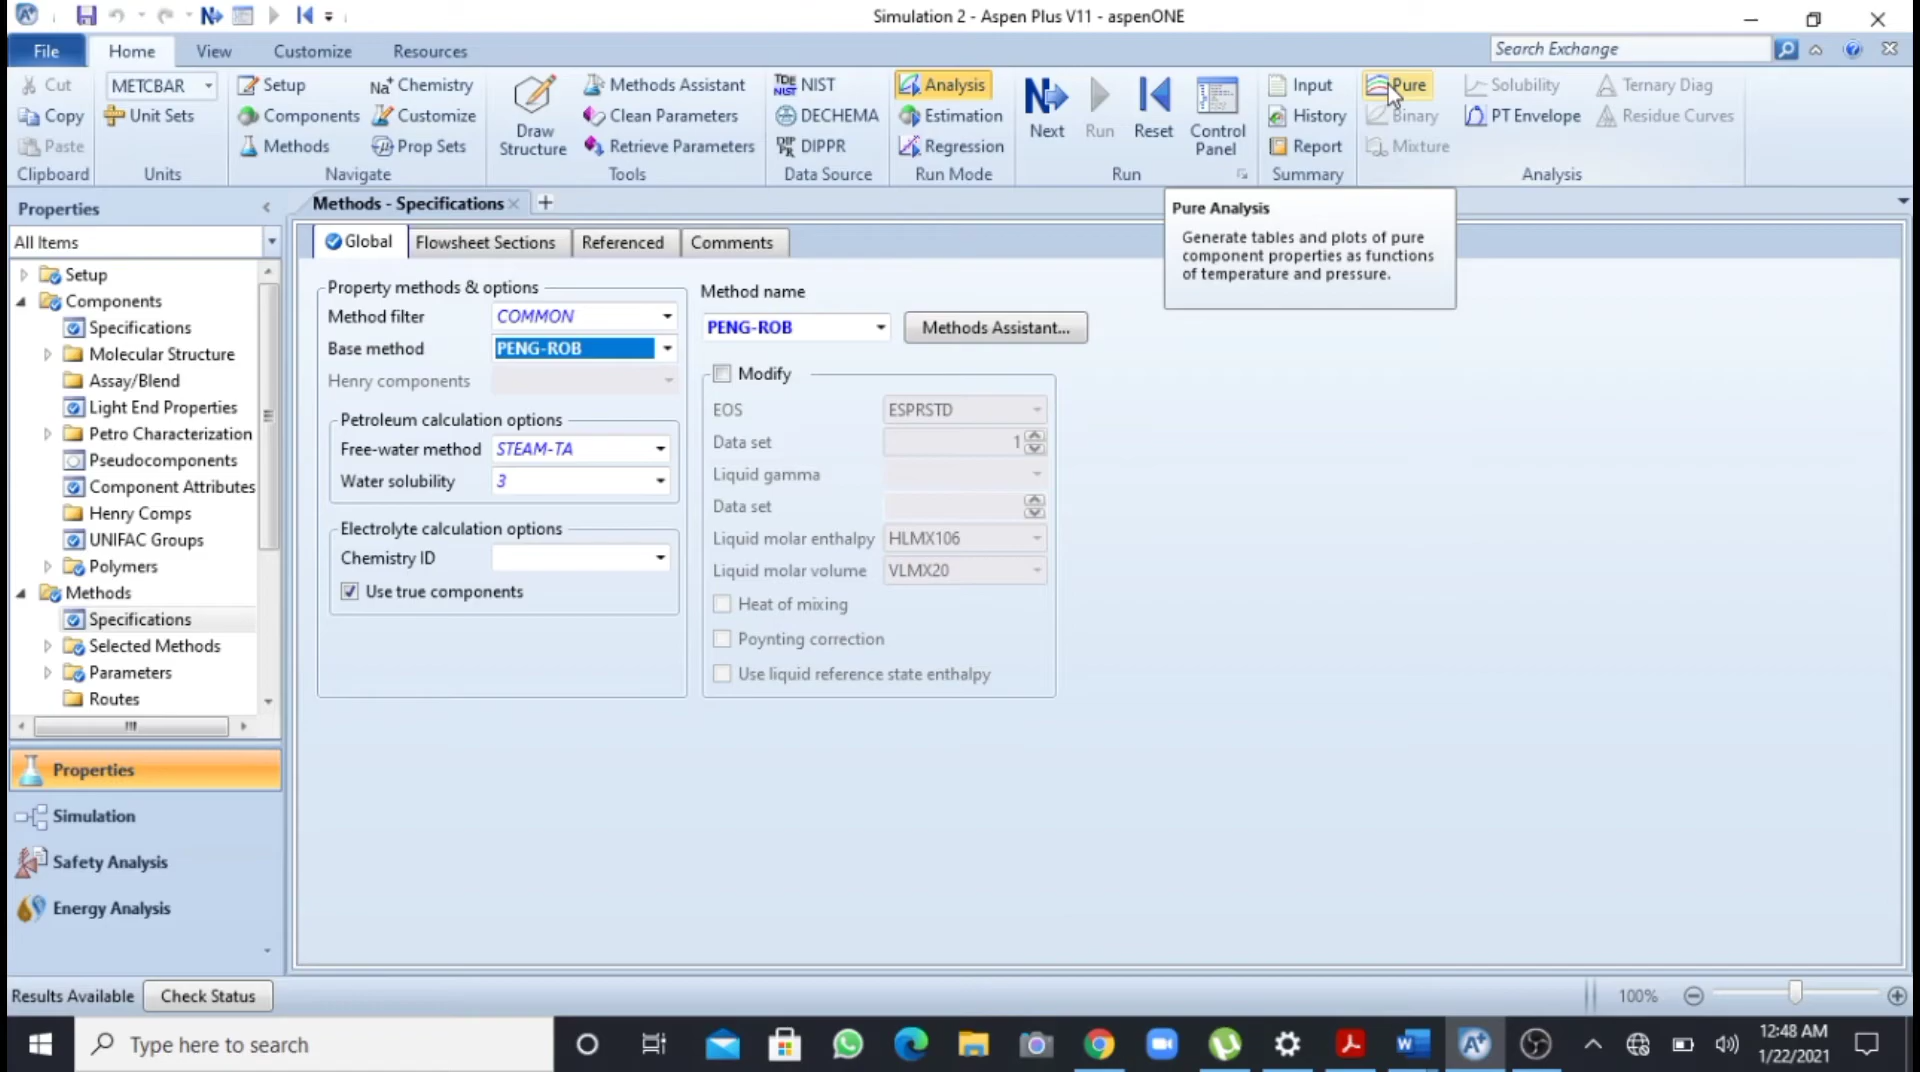 Simulation 2 - Aspen Plus V11 - aspenONE
File
Home
View
Customize
Resources
Search Exchange
Cut
Copy
Paste
Clipboard
METCBAR
Unit Sets
Units
Setup
Components
Methods
Na+ Chemistry
Customize
Prop Sets
Navigate
Draw
Structure
Methods Assistant
Clean Parameters
Retrieve Parameters
Tools
NIST
DECHEMA
DIPPR
Data Source
Analysis
Estimation
Regression
Run Mode
Next
Run
Reset
Control
Panel
Run
Input
History
Report
Summary
Pure
Binary
Mixture
Solubility
PT Envelope
Ternary Diag
Residue Curves
Analysis
Pure Analysis
Generate tables and plots of pure
component properties as functions
of temperature and pressure.
Properties
All Items
Setup
Components
Specifications
Molecular Structure
Assay/Blend
Light End Properties
Petro Characterization
Pseudocomponents
Component Attributes
Henry Comps
UNIFAC Groups
Polymers
Methods
Specifications
Selected Methods
Parameters
Routes
Properties
Simulation
Safety Analysis
Energy Analysis
Methods - Specifications
Global
Flowsheet Sections
Referenced
Comments
Property methods & options
Method filter COMMON
Base method PENG-ROB
Henry components
Petroleum calculation options
Free-water method STEAM-TA
Water solubility 3
Electrolyte calculation options
Chemistry ID
Use true components
Method name
PENG-ROB
Methods Assistant...
Modify
EOS ESPRSTD
Data set 1
Liquid gamma
Data set
Liquid molar enthalpy HLMX106
Liquid molar volume VLMX20
Heat of mixing
Poynting correction
Use liquid reference state enthalpy
Results Available
Check Status
100%
Type here to search
12:48 AM
1/22/2021